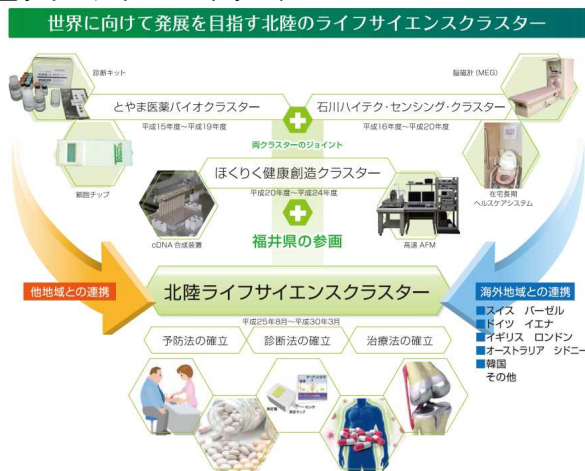 世界に向けて発展を目指す北陸のライフサイエンスクラスター
診断キット
脳磁計(MEG)
とやま医薬バイオクラスター
石川ハイテク・センシング・クラスター
平成15年度～平成19年度
平成16年度～平成20年度
両クラスターのジョイント
ほくりく健康創造クラスター
平成20年度～平成24年度
細胞チップ
在宅長期
ヘルスケアシステム
cDNA合成装置
高速AFM
福井県の参画
他地域との連携
北陸ライフサイエンスクラスター
海外地域との連携
平成25年8月～平成30年3月
■スイス バーゼル
■ドイツ イエナ
■イギリス ロンドン
■オーストラリア シドニー
■韓国
その他
予防法の確立
診断法の確立
治療法の確立